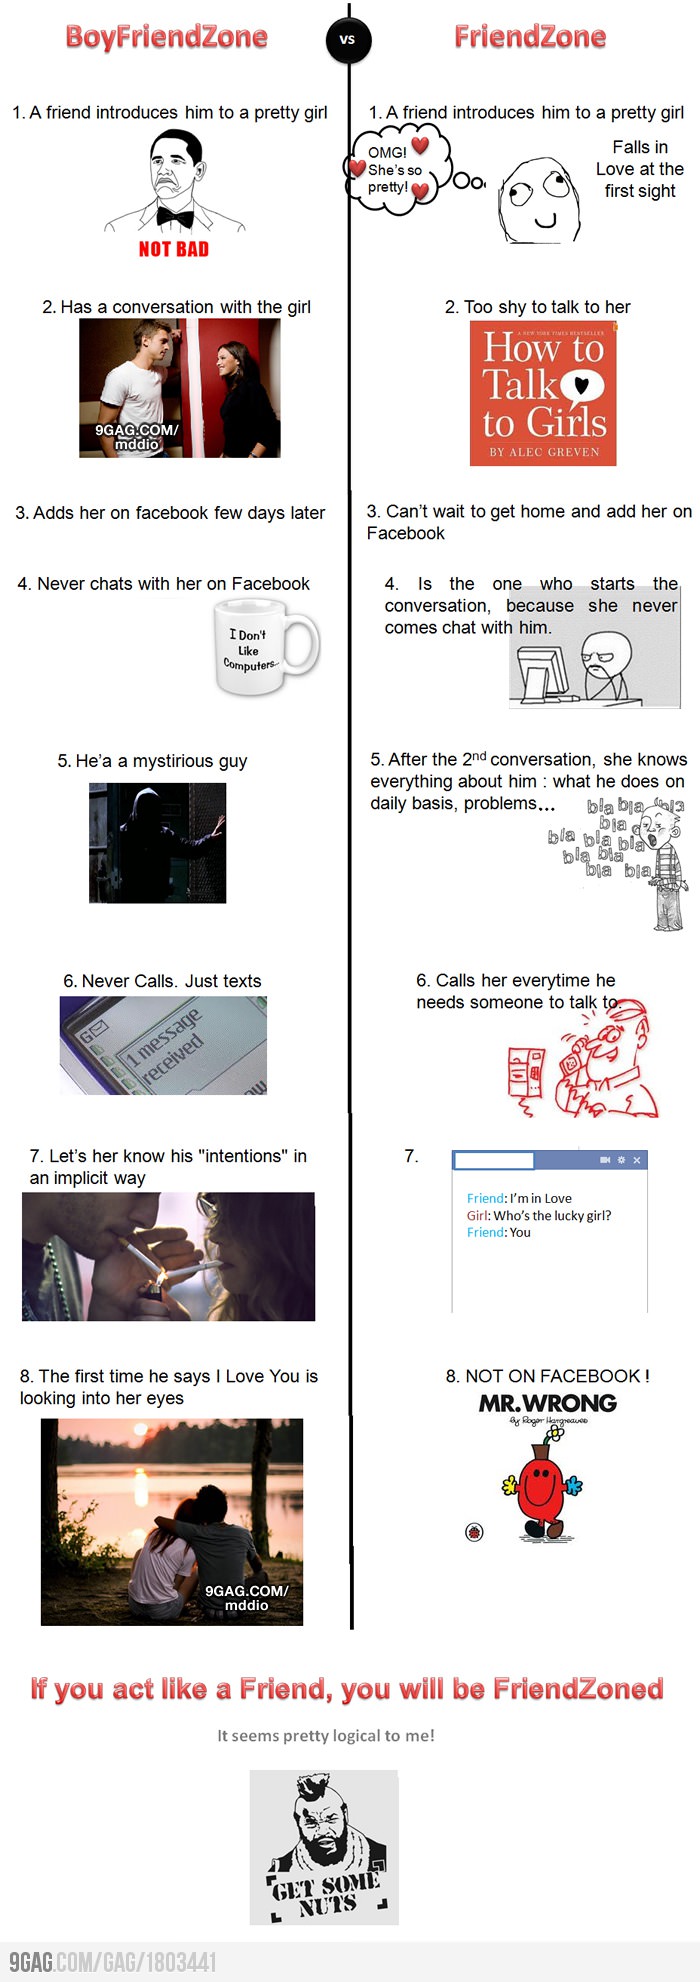 BoyFriendZone
vs
FriendZone
1. A friend introduces him to a pretty girl
NOT BAD
1. A friend introduces him to a pretty girl
OMG!
She's so
pretty!
Falls in
Love at the
first sight
2. Has a conversation with the girl
9GAG.COM/
mddio
2. Too shy to talk to her
A NEW YORK TIMES BESTSELLER
How to
Talk
to Girls
BY ALEC GREVEN
3. Adds her on facebook few days later
3. Can't wait to get home and add her on
Facebook
4. Never chats with her on Facebook
I Don't
Like
Computers...
4. Is the one who starts the
conversation, because she never
comes chat with him.
5. He'a a mystirious guy
5. After the 2nd conversation, she knows
everything about him : what he does on
daily basis, problems...
bla bla bla
bla
bla bla bla
bla bla
bla bla
6. Never Calls. Just texts
G
1 message
received
6. Calls her everytime he
needs someone to talk to.
7. Let's her know his "intentions" in
an implicit way
7.
Friend: I'm in Love
Girl: Who's the lucky girl?
Friend: You
8. The first time he says I Love You is
looking into her eyes
9GAG.COM/
mddio
8. NOT ON FACEBOOK !
MR.WRONG
By Roger Hargreaves
If you act like a Friend, you will be FriendZoned
It seems pretty logical to me!
GET SOME
NUTS
9GAG.COM/GAG/1803441